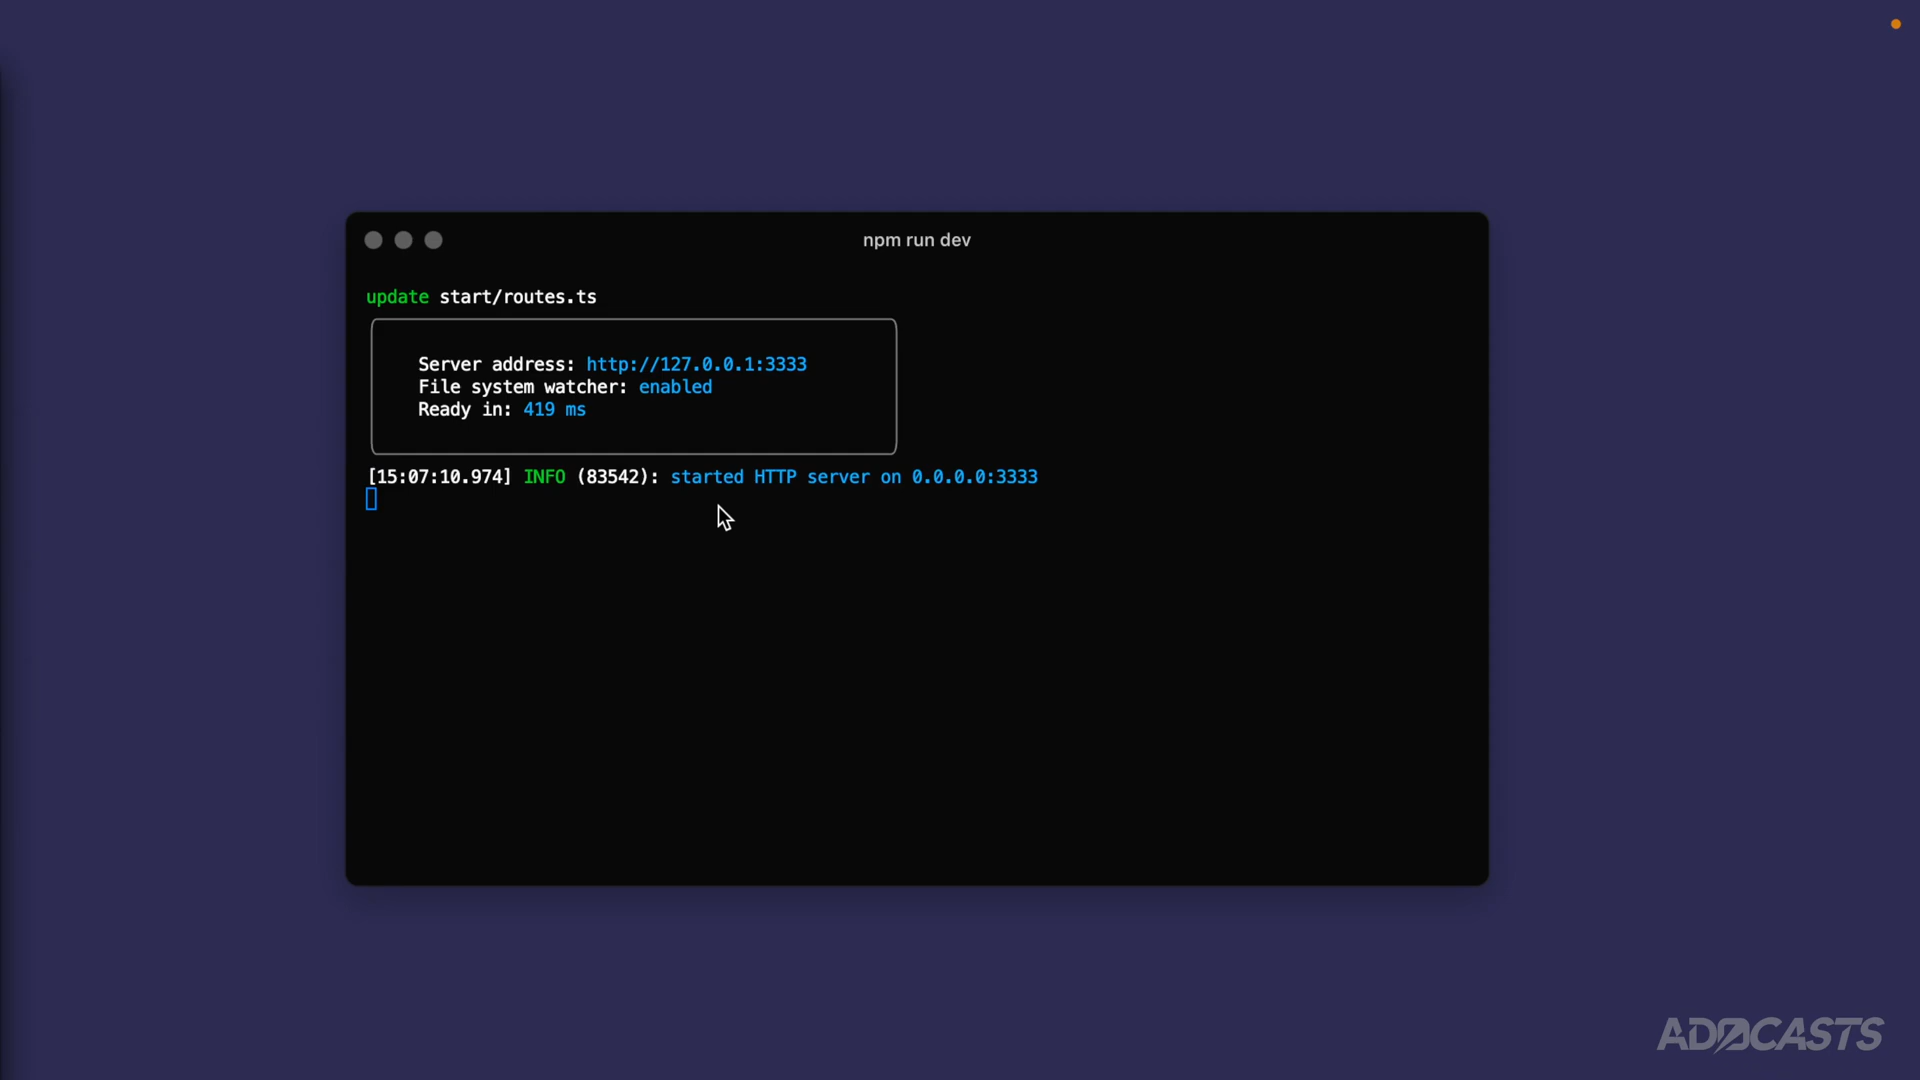 npm run dev
update start/routes.ts
Server address: http://127.0.0.1:3333
File system watcher: enabled
Ready in: 419 ms
[15:07:10.974] INFO (83542): started HTTP server on 0.0.0.0:3333
ADOCASTS